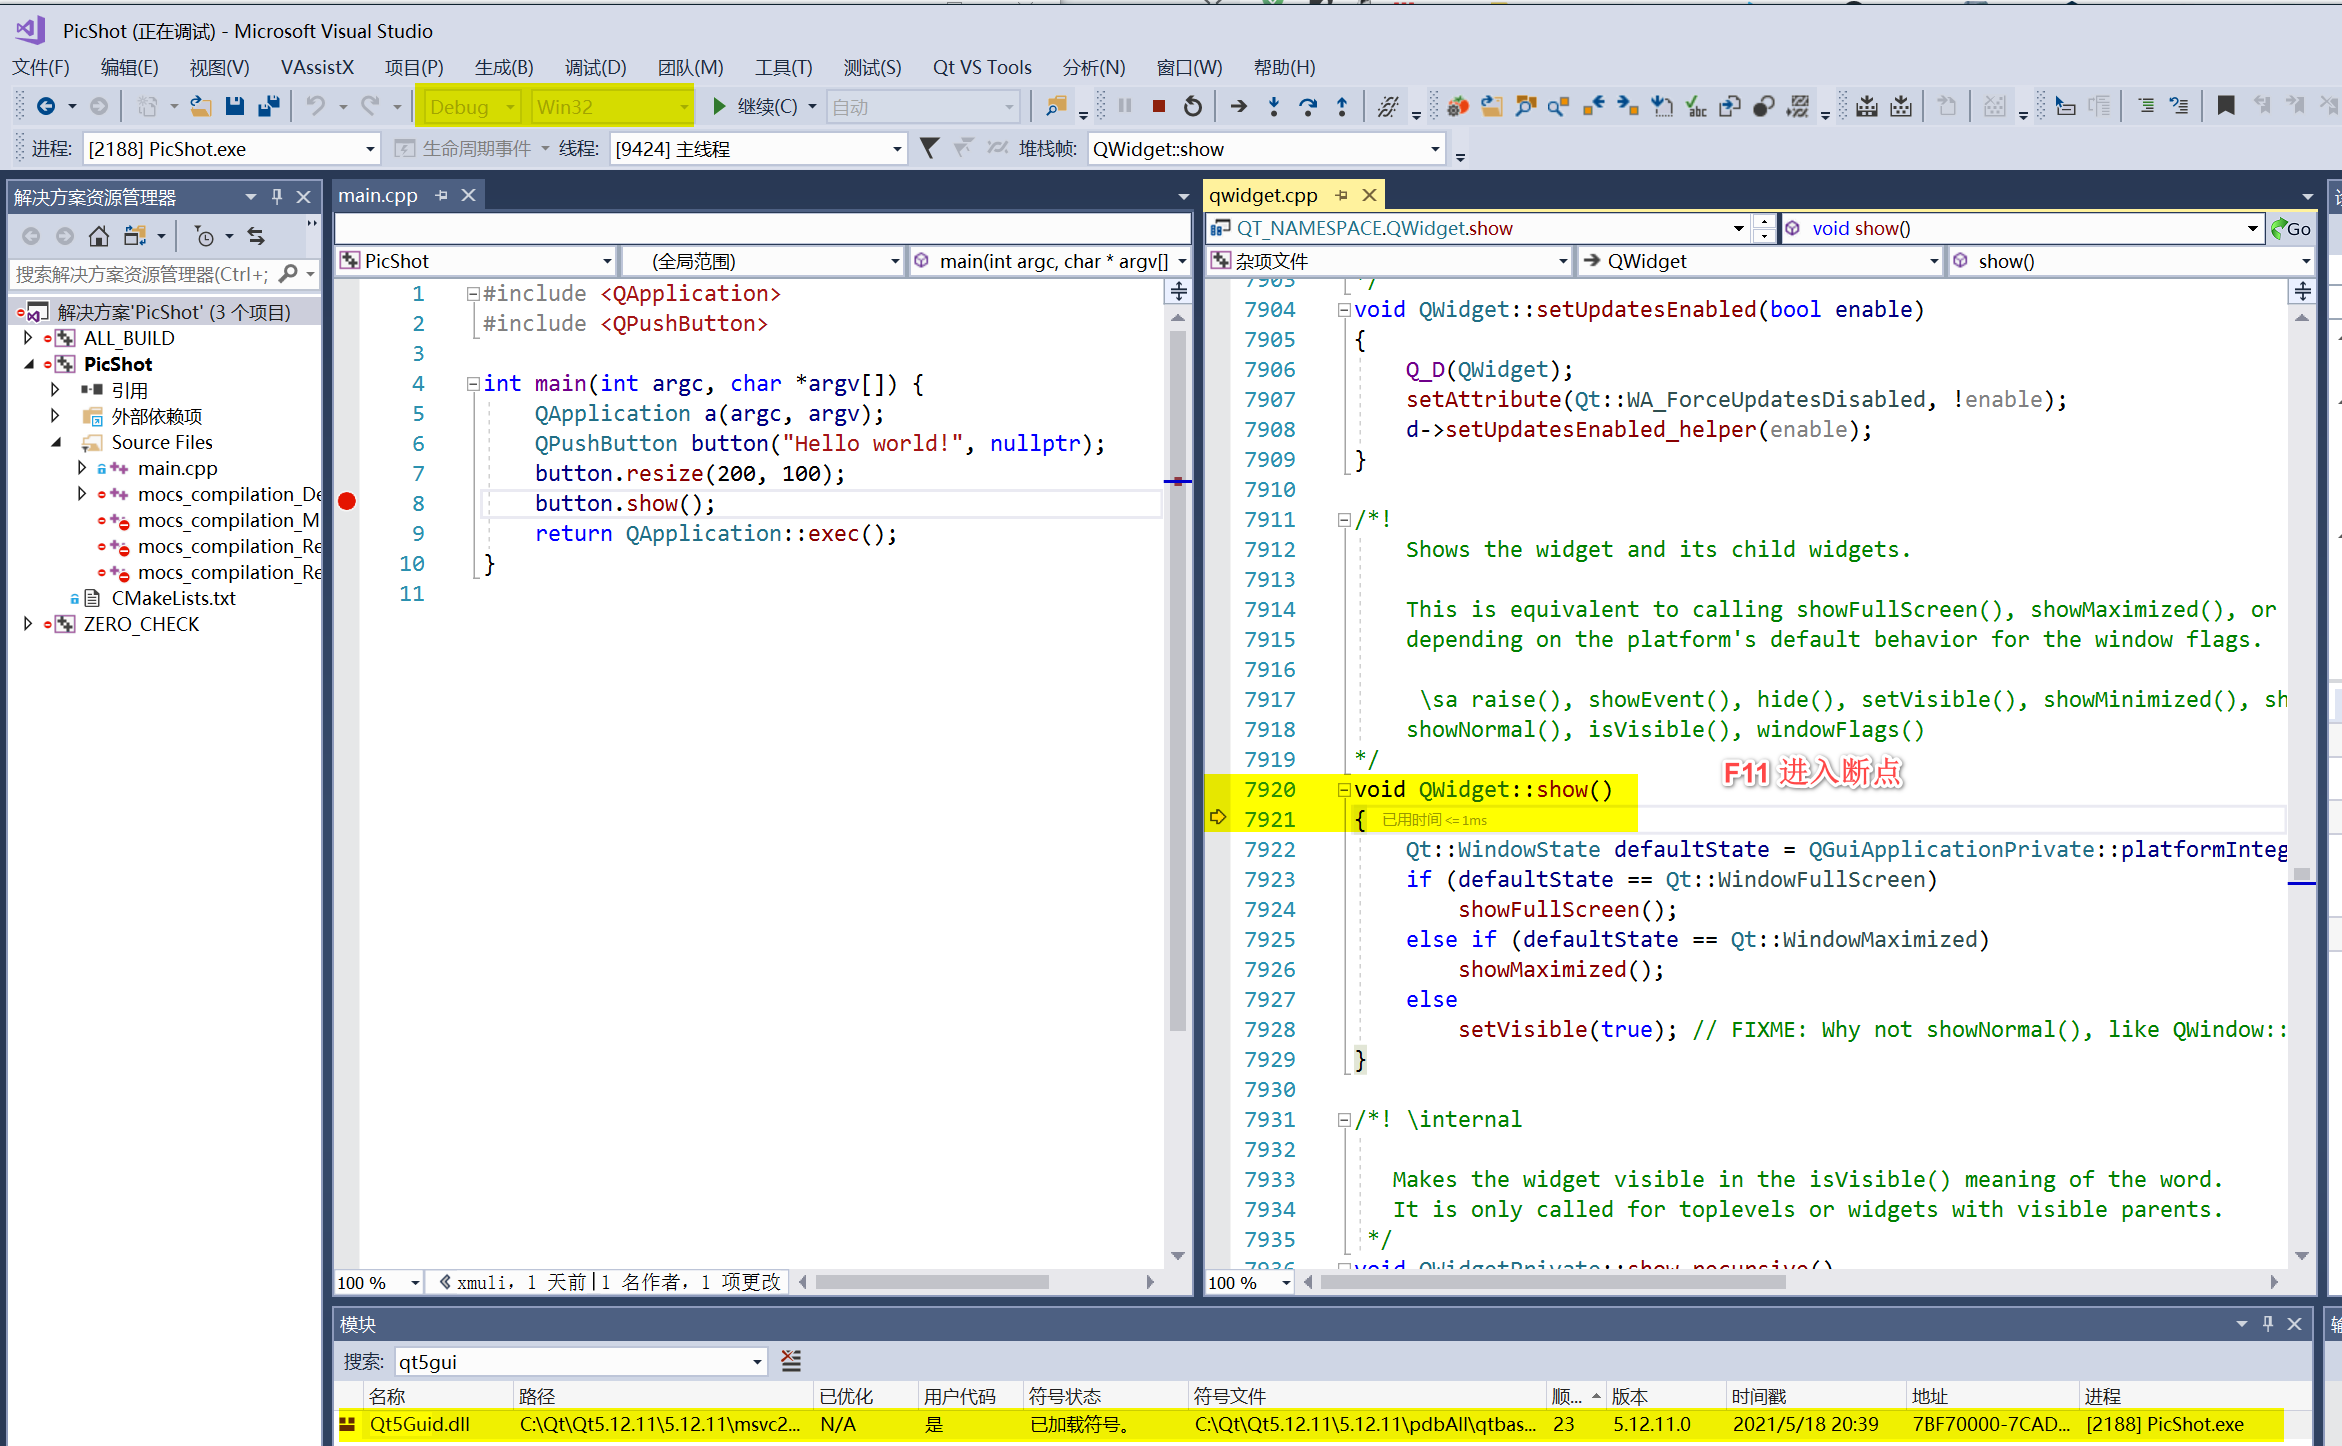 PicShot (正在调试) - Microsoft Visual Studio
文件(F) 编辑(E) 视图(V) VAssistX 项目(P) 生成(B) 调试(D) 团队(M) 工具(T) 测试(S) Qt VS Tools 分析(N) 窗口(W) 帮助(H)
Debug Win32 继续(C) 自动
进程: [2188] PicShot.exe 生命周期事件 线程: [9424] 主线程 堆栈帧: QWidget::show
解决方案资源管理器
搜索解决方案资源管理器(Ctrl+;
解决方案'PicShot' (3 个项目)
ALL_BUILD
PicShot
引用
外部依赖项
Source Files
main.cpp
mocs_compilation_De
mocs_compilation_M
mocs_compilation_Re
mocs_compilation_Re
CMakeLists.txt
ZERO_CHECK
main.cpp
PicShot (全局范围) main(int argc, char * argv[]
1 #include <QApplication>
2 #include <QPushButton>
3
4 int main(int argc, char *argv[]) {
5 QApplication a(argc, argv);
6 QPushButton button("Hello world!", nullptr);
7 button.resize(200, 100);
8 button.show();
9 return QApplication::exec();
10 }
11
100 % xmuli, 1 天前|1 名作者, 1 项更改
qwidget.cpp
QT_NAMESPACE.QWidget.show void show() Go
杂项文件 QWidget show()
7903 */
7904 void QWidget::setUpdatesEnabled(bool enable)
7905 {
7906 Q_D(QWidget);
7907 setAttribute(Qt::WA_ForceUpdatesDisabled, !enable);
7908 d->setUpdatesEnabled_helper(enable);
7909 }
7910
7911 /*!
7912 Shows the widget and its child widgets.
7913
7914 This is equivalent to calling showFullScreen(), showMaximized(), or
7915 depending on the platform's default behavior for the window flags.
7916
7917 \sa raise(), showEvent(), hide(), setVisible(), showMinimized(), sh
7918 showNormal(), isVisible(), windowFlags()
7919 */
F11 进入断点
7920 void QWidget::show()
7921 { 已用时间 <= 1ms
7922 Qt::WindowState defaultState = QGuiApplicationPrivate::platformInteg
7923 if (defaultState == Qt::WindowFullScreen)
7924 showFullScreen();
7925 else if (defaultState == Qt::WindowMaximized)
7926 showMaximized();
7927 else
7928 setVisible(true); // FIXME: Why not showNormal(), like QWindow::
7929 }
7930
7931 /*! \internal
7932
7933 Makes the widget visible in the isVisible() meaning of the word.
7934 It is only called for toplevels or widgets with visible parents.
7935 */
7936 void QWidgetPrivate::show_recursive()
100 %
模块
搜索: qt5gui
名称 路径 已优化 用户代码 符号状态 符号文件 顺... 版本 时间戳 地址 进程
Qt5Guid.dll C:\Qt\Qt5.12.11\5.12.11\msvc2... N/A 是 已加载符号。 C:\Qt\Qt5.12.11\5.12.11\pdbAll\qtbas... 23 5.12.11.0 2021/5/18 20:39 7BF70000-7CAD... [2188] PicShot.exe